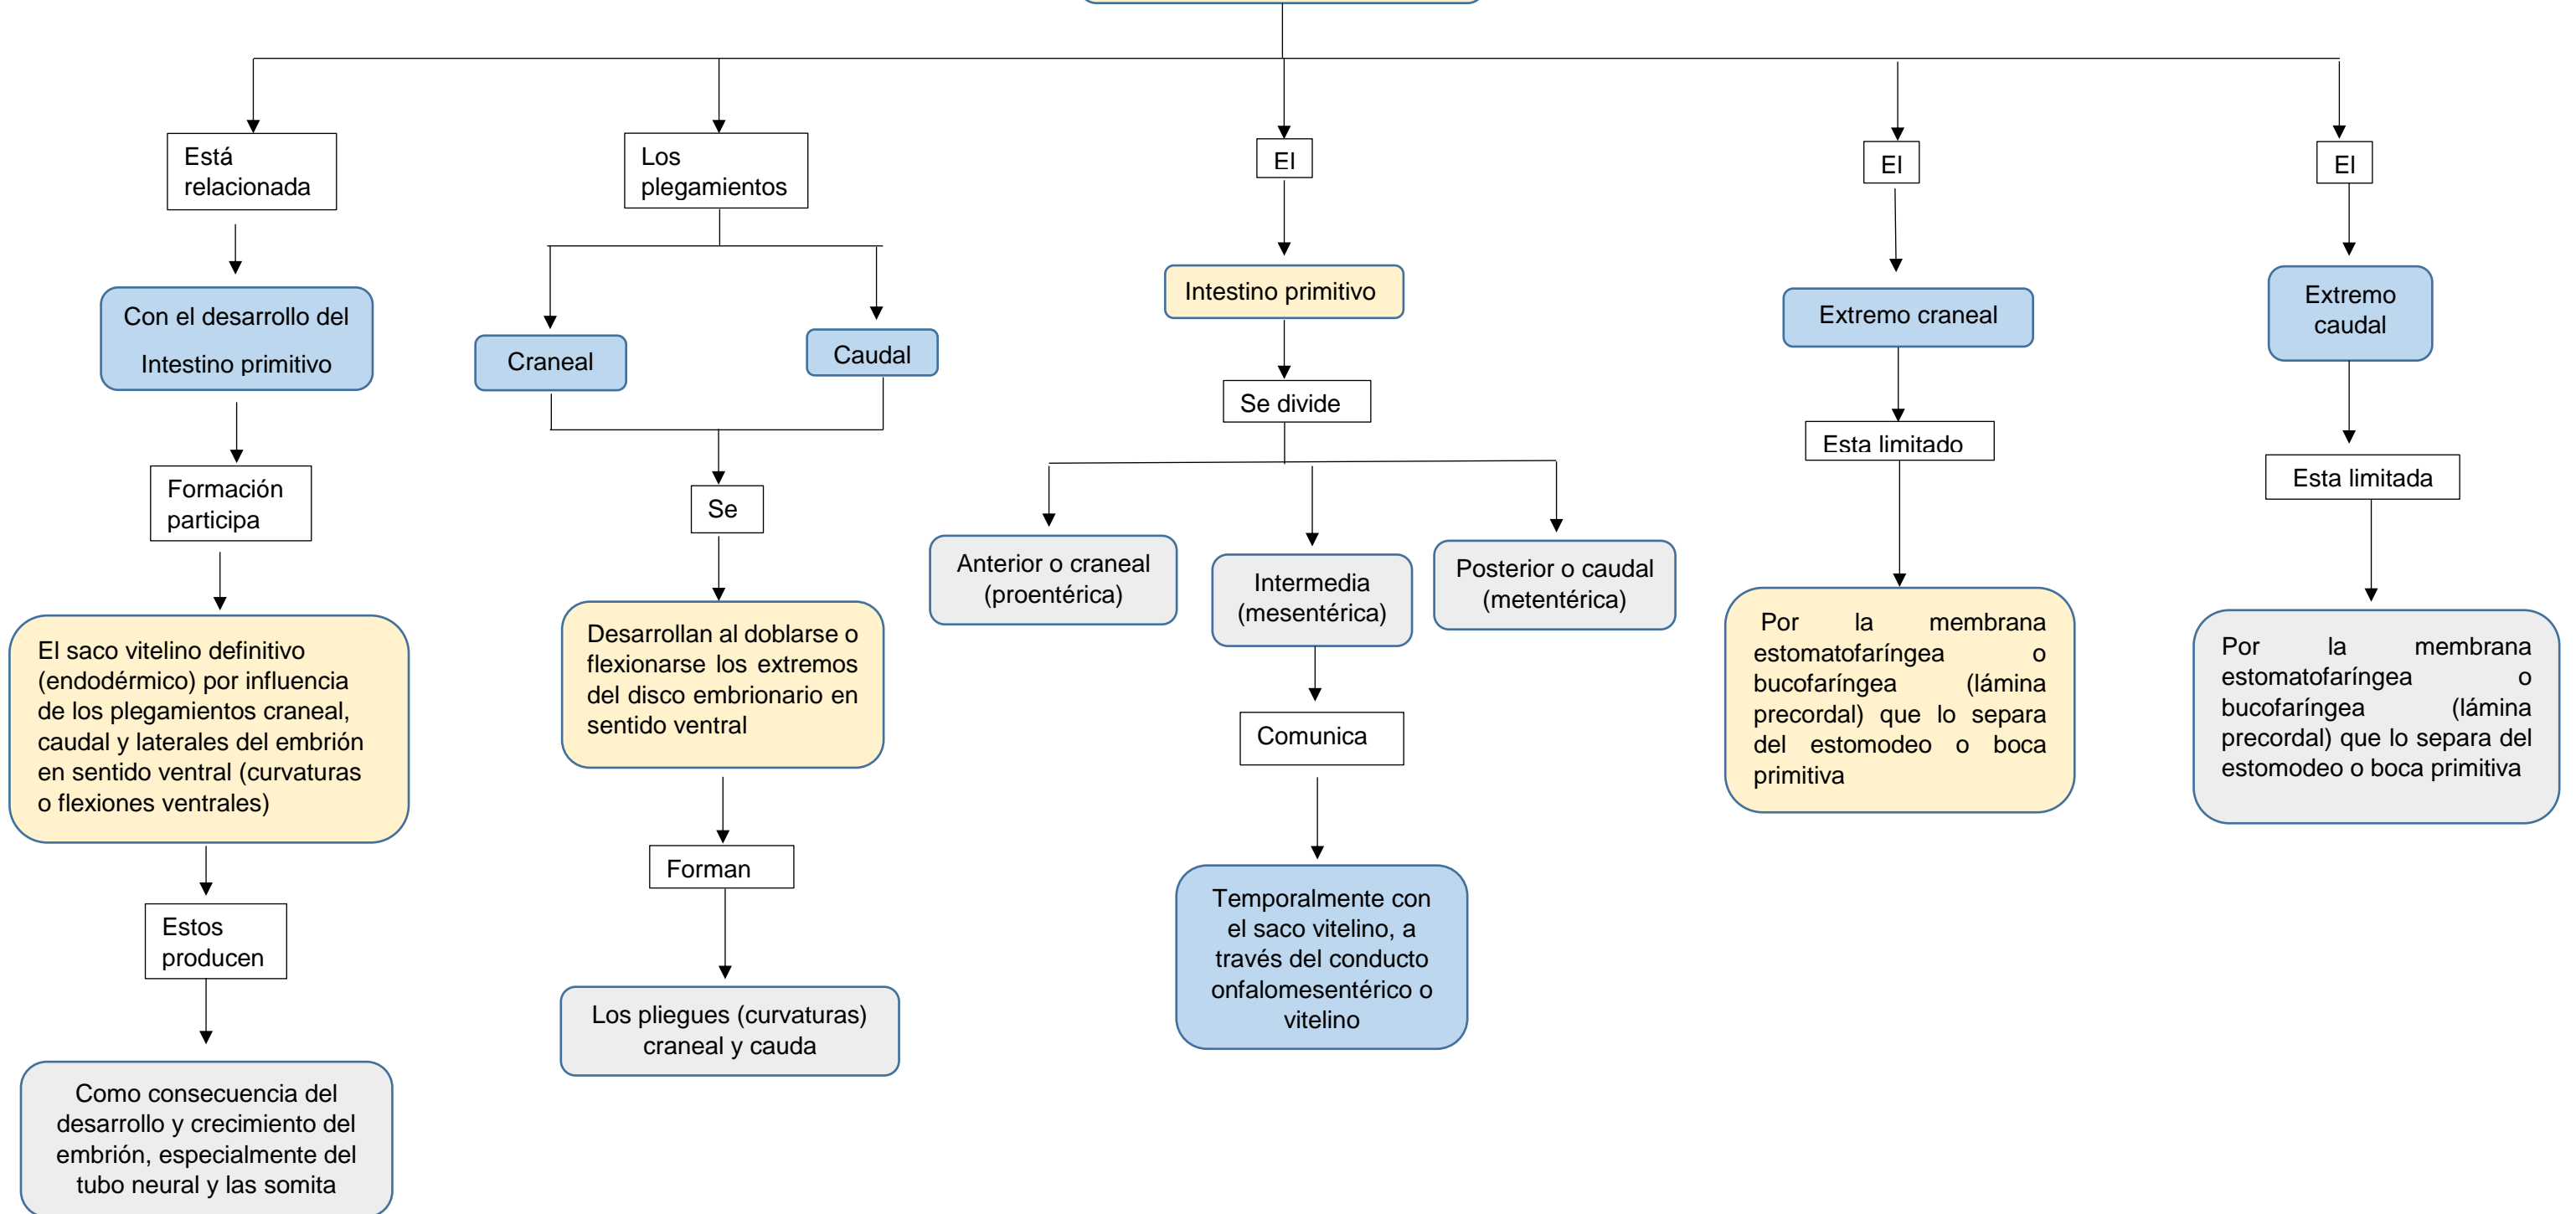 Está
relacionada
Con el desarrollo del
Intestino primitivo
Formación
participa
El saco vitelino definitivo
(endodérmico) por influencia
de los plegamientos craneal,
caudal y laterales del embrión
en sentido ventral (curvaturas
o flexiones ventrales)
Estos
producen
Como consecuencia del
desarrollo y crecimiento del
embrión, especialmente del
tubo neural y las somita
Los
plegamientos
Craneal
Caudal
Se
Desarrollan al doblarse o
flexionarse los extremos
del disco embrionario en
sentido ventral
Forman
Los pliegues (curvaturas)
craneal y cauda
El
Intestino primitivo
Se divide
Anterior o craneal
(proentérica)
Intermedia
(mesentérica)
Posterior o caudal
(metentérica)
Comunica
Temporalmente con
el saco vitelino, a
través del conducto
onfalomesentérico o
vitelino
El
Extremo craneal
Esta limitado
Por la membrana
estomatofaríngea o
bucofaríngea (lámina
precordal) que lo separa
del estomodeo o boca
primitiva
El
Extremo
caudal
Esta limitada
Por la membrana
estomatofaríngea o
bucofaríngea (lámina
precordal) que lo separa del
estomodeo o boca primitiva